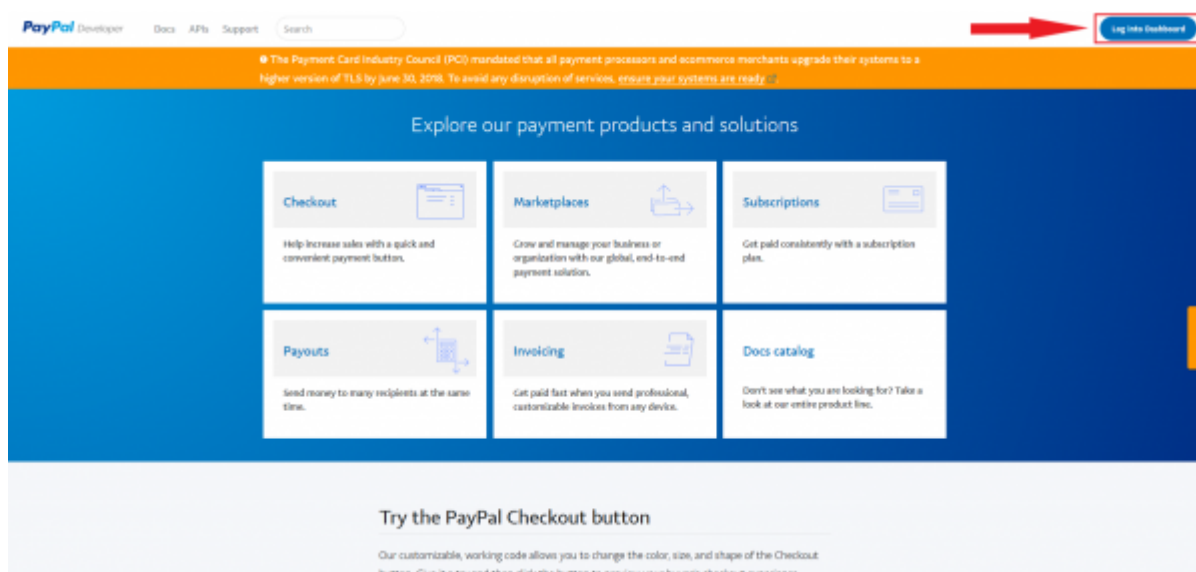 PayPal Developer Docs APIs Support Search Log Into Dashboard
The Payment Card Industry Council (PCI) mandated that all payment processors and ecommerce merchants upgrade their systems to a
higher version of TLS by June 30, 2018. To avoid any disruption of services, ensure your systems are ready
Explore our payment products and solutions
Checkout
Help increase sales with a quick and
convenient payment button.
Marketplaces
Grow and manage your business or
organization with our global, end-to-end
payment solution.
Subscriptions
Get paid consistently with a subscription
plan.
Payouts
Send money to many recipients at the same
time.
Invoicing
Get paid fast when you send professional,
customizable invoices from any device.
Docs catalog
Don't see what you are looking for? Take a
look at our entire product line.
Try the PayPal Checkout button
Our customizable, working code allows you to change the color, size, and shape of the Checkout